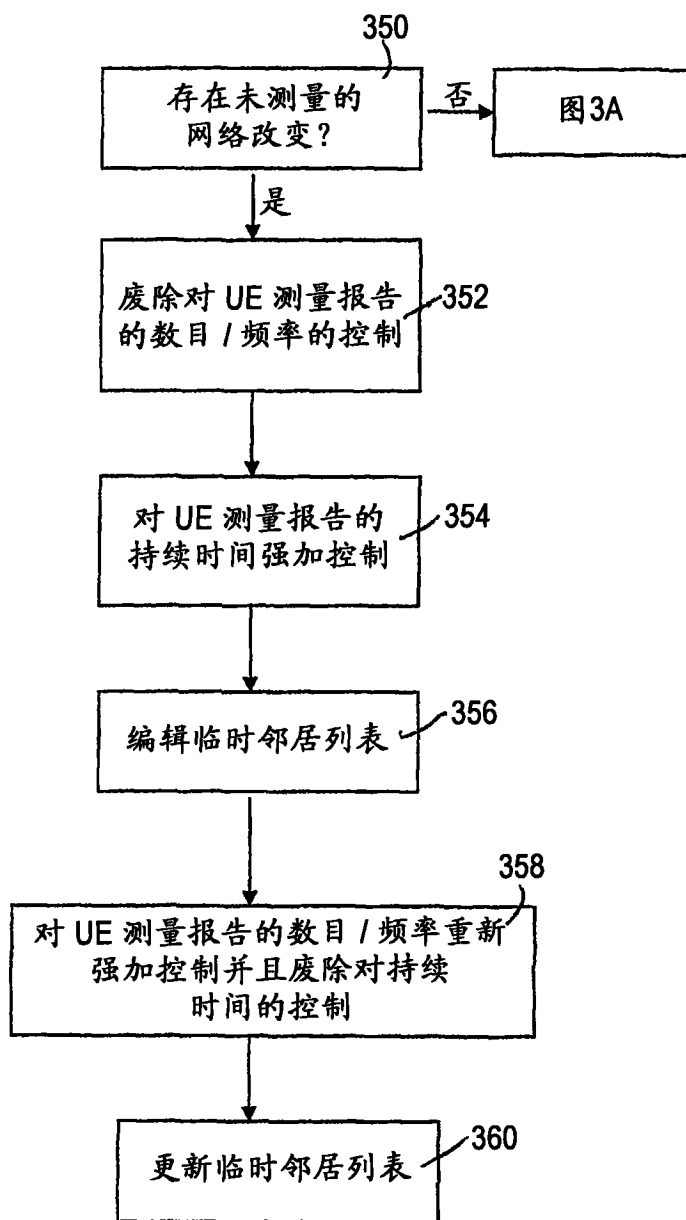 350
存在未测量的
网络改变?
否
图3A
是
废除对 UE 测量报告
的数目 / 频率的控制
352
对 UE 测量报告的
持续时间强加控制
354
编辑临时邻居列表
356
358
对 UE 测量报告的数目 / 频率重新
强加控制并且废除对持续
时间的控制
更新临时邻居列表
360